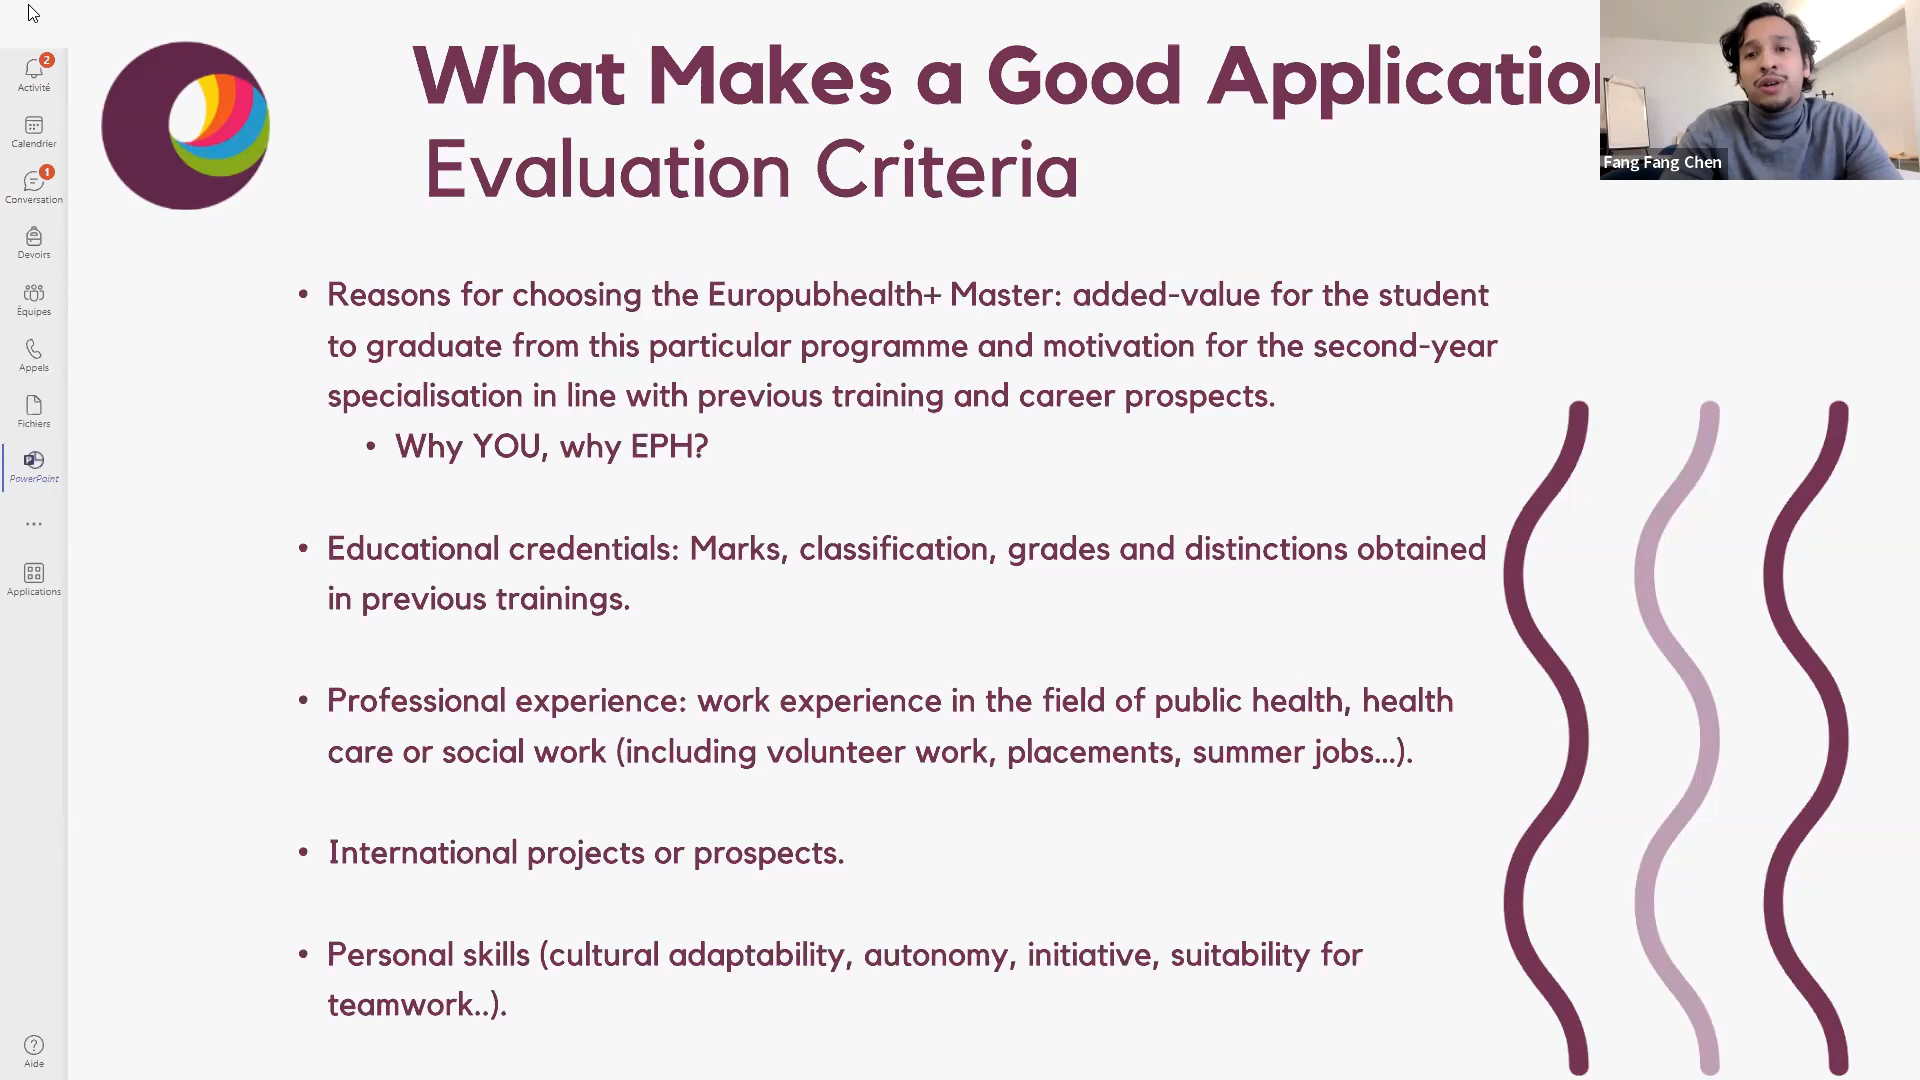 What Makes a Good Application
Evaluation Criteria
Fang Fang Chen
2
Activité
Calendrier
1
Conversation
Devoirs
Équipes
Appels
Fichiers
PowerPoint
...
Applications
Aide
• Reasons for choosing the Europubhealth+ Master: added-value for the student
to graduate from this particular programme and motivation for the second-year
specialisation in line with previous training and career prospects.
• Why YOU, why EPH?
• Educational credentials: Marks, classification, grades and distinctions obtained
in previous trainings.
• Professional experience: work experience in the field of public health, health
care or social work (including volunteer work, placements, summer jobs...).
• International projects or prospects.
• Personal skills (cultural adaptability, autonomy, initiative, suitability for
teamwork..).